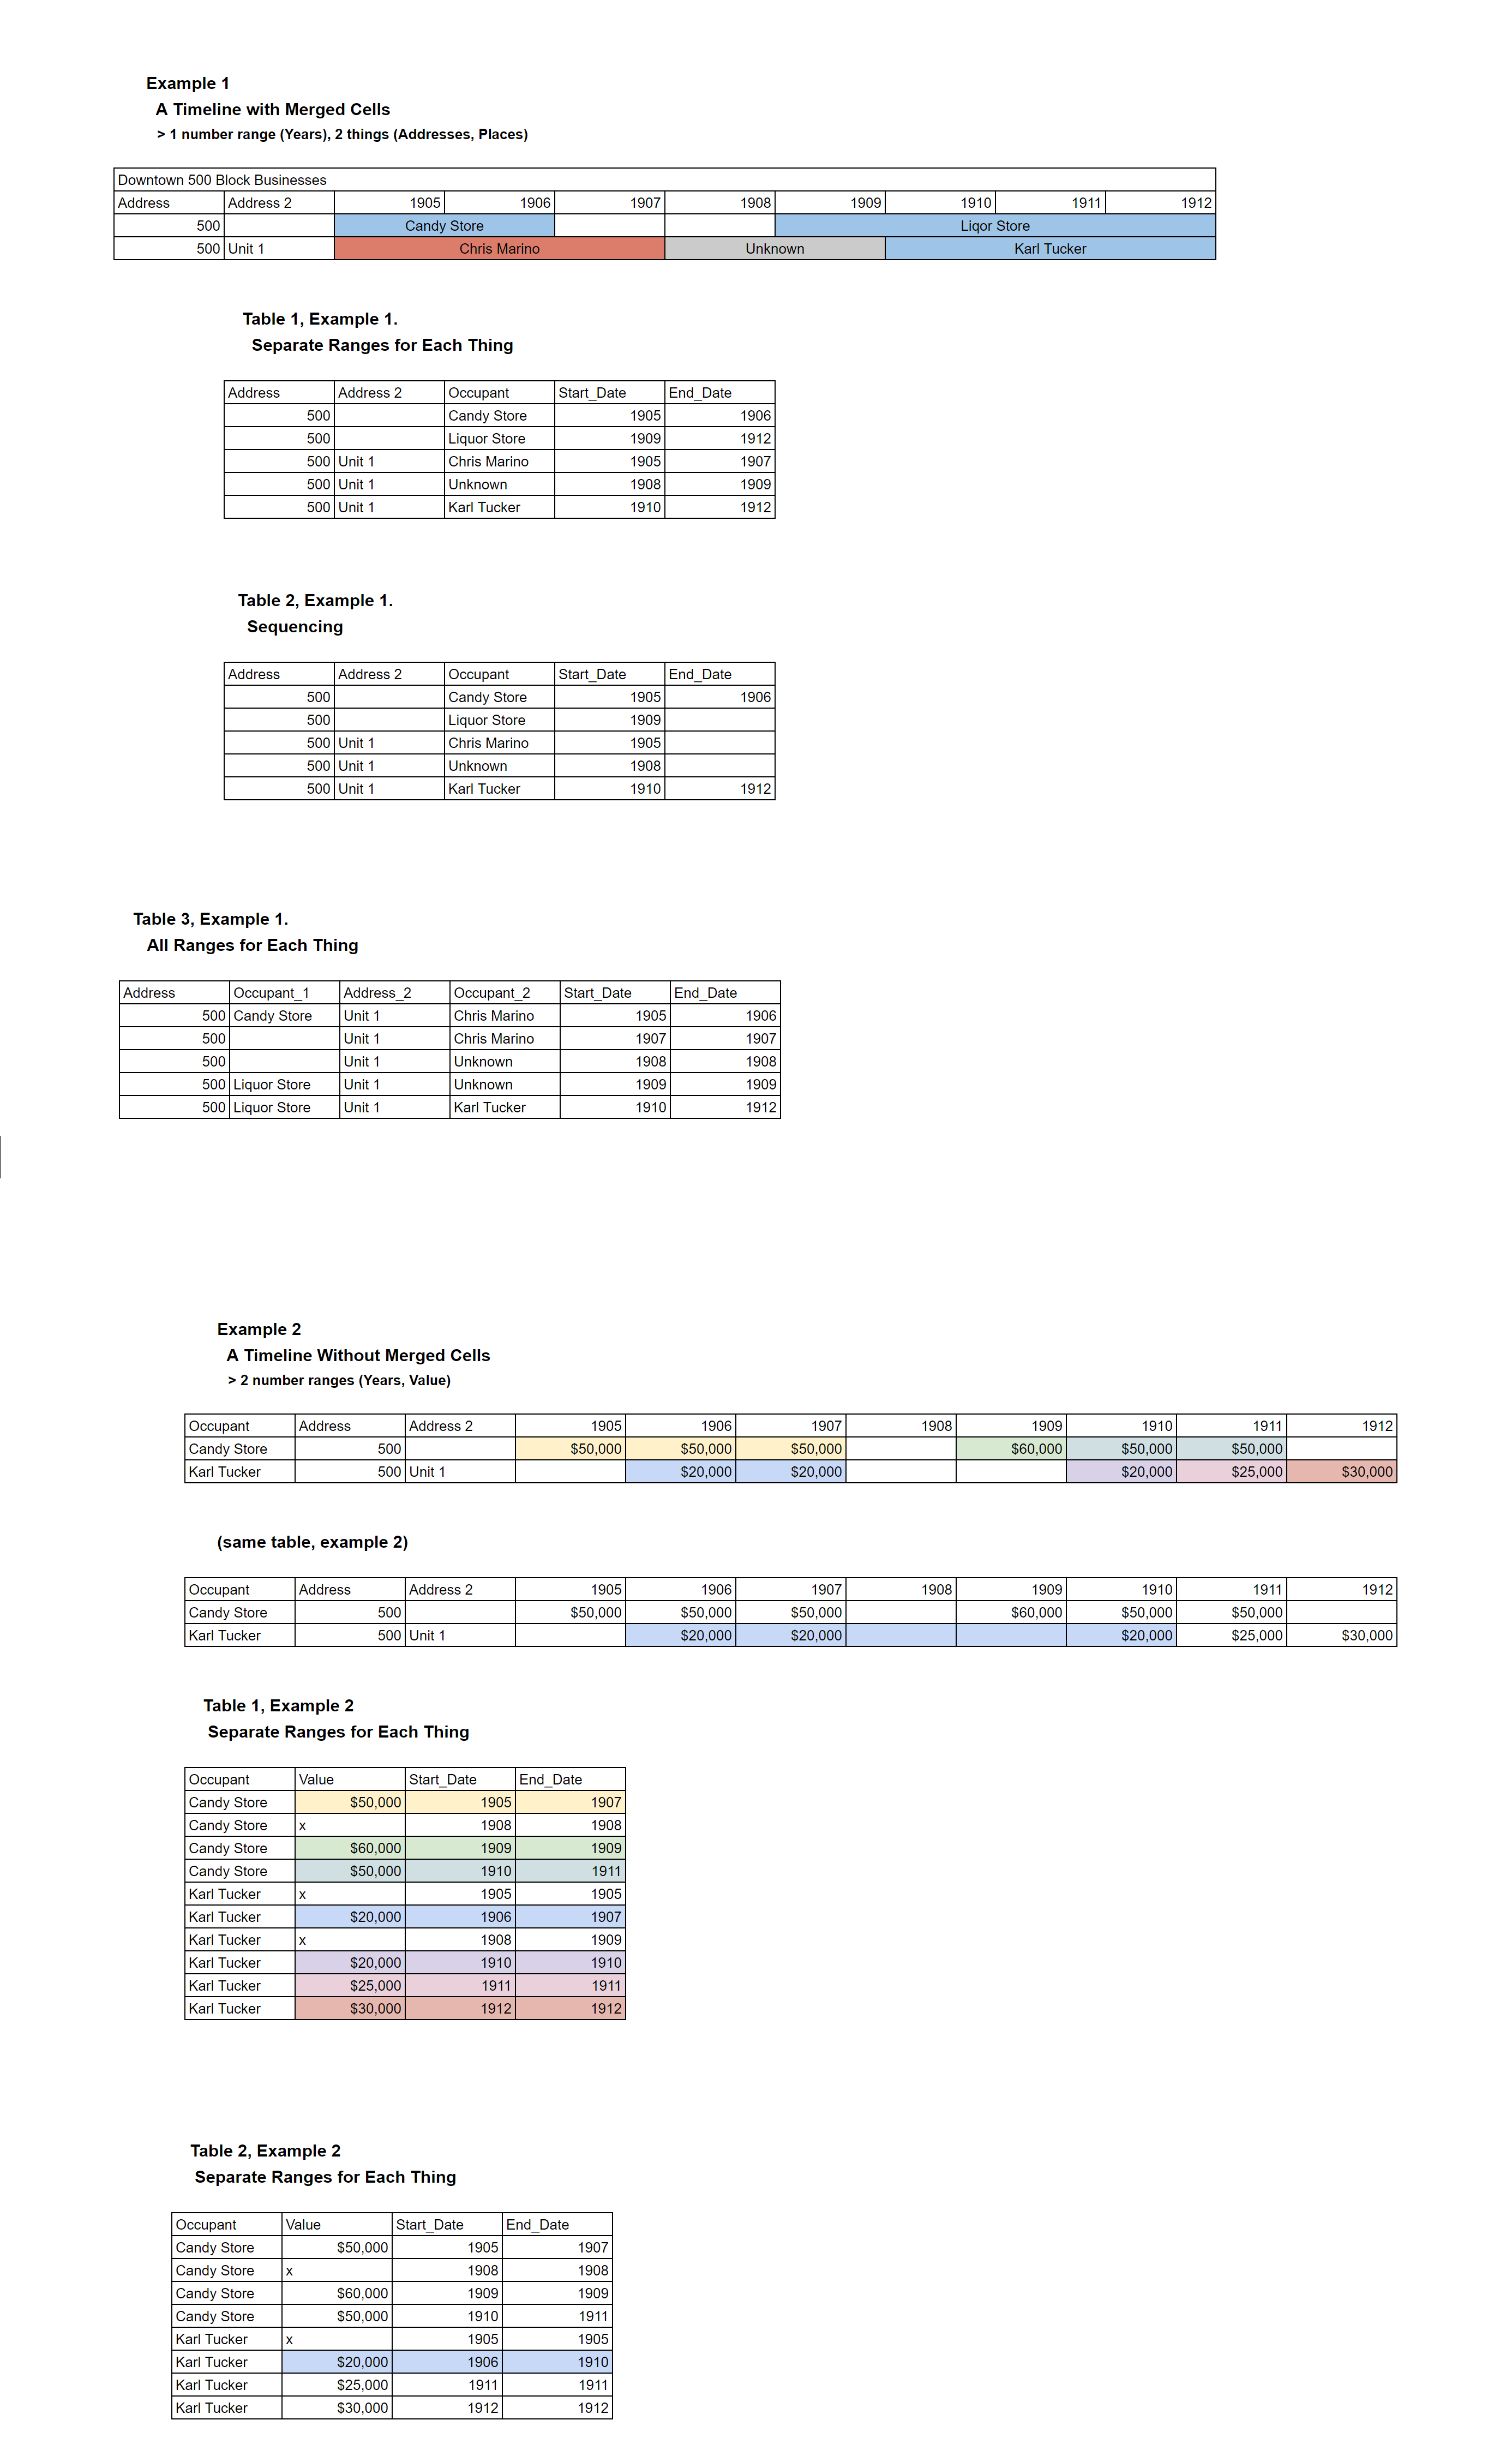 Example 1
A Timeline with Merged Cells
> 1 number range (Years), 2 things (Addresses, Places)
Downtown 500 Block Businesses
Address Address 2 1905 1906 1907 1908 1909 1910 1911 1912
500 Candy Store Liqor Store
500 Unit 1 Chris Marino Unknown Karl Tucker
Table 1, Example 1.
Separate Ranges for Each Thing
Address Address 2 Occupant Start_Date End_Date
500 Candy Store 1905 1906
500 Liquor Store 1909 1912
500 Unit 1 Chris Marino 1905 1907
500 Unit 1 Unknown 1908 1909
500 Unit 1 Karl Tucker 1910 1912
Table 2, Example 1.
Sequencing
Address Address 2 Occupant Start_Date End_Date
500 Candy Store 1905 1906
500 Liquor Store 1909
500 Unit 1 Chris Marino 1905
500 Unit 1 Unknown 1908
500 Unit 1 Karl Tucker 1910 1912
Table 3, Example 1.
All Ranges for Each Thing
Address Occupant_1 Address_2 Occupant_2 Start_Date End_Date
500 Candy Store Unit 1 Chris Marino 1905 1906
500 Unit 1 Chris Marino 1907 1907
500 Unit 1 Unknown 1908 1908
500 Liquor Store Unit 1 Unknown 1909 1909
500 Liquor Store Unit 1 Karl Tucker 1910 1912
Example 2
A Timeline Without Merged Cells
> 2 number ranges (Years, Value)
Occupant Address Address 2 1905 1906 1907 1908 1909 1910 1911 1912
Candy Store 500 $50,000 $50,000 $50,000 $60,000 $50,000 $50,000
Karl Tucker 500 Unit 1 $20,000 $20,000 $20,000 $25,000 $30,000
(same table, example 2)
Occupant Address Address 2 1905 1906 1907 1908 1909 1910 1911 1912
Candy Store 500 $50,000 $50,000 $50,000 $60,000 $50,000 $50,000
Karl Tucker 500 Unit 1 $20,000 $20,000 $20,000 $25,000 $30,000
Table 1, Example 2
Separate Ranges for Each Thing
Occupant Value Start_Date End_Date
Candy Store $50,000 1905 1907
Candy Store x 1908 1908
Candy Store $60,000 1909 1909
Candy Store $50,000 1910 1911
Karl Tucker x 1905 1905
Karl Tucker $20,000 1906 1907
Karl Tucker x 1908 1909
Karl Tucker $20,000 1910 1910
Karl Tucker $25,000 1911 1911
Karl Tucker $30,000 1912 1912
Table 2, Example 2
Separate Ranges for Each Thing
Occupant Value Start_Date End_Date
Candy Store $50,000 1905 1907
Candy Store x 1908 1908
Candy Store $60,000 1909 1909
Candy Store $50,000 1910 1911
Karl Tucker x 1905 1905
Karl Tucker $20,000 1906 1910
Karl Tucker $25,000 1911 1911
Karl Tucker $30,000 1912 1912